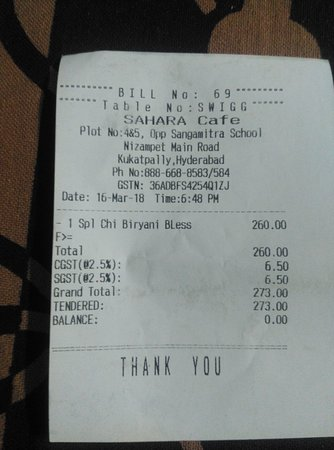 BILL No: 69
Table No:SWIGG
SAHARA Cafe
Plot No:4&5, Opp Sangamitra School
Nizampet Main Road
Kukatpally,Hyderabad
Ph No:888-668-8583/584
GSTN: 36ADBFS4254Q1ZJ
Date: 16-Mar-18 Time:6:48 PM
- 1 Spl Chi Biryani BLess 260.00
F>=
Total 260.00
CGST(@2.5%): 6.50
SGST(@2.5%): 6.50
Grand Total: 273.00
TENDERED: 273.00
BALANCE: 0.00
THANK YOU